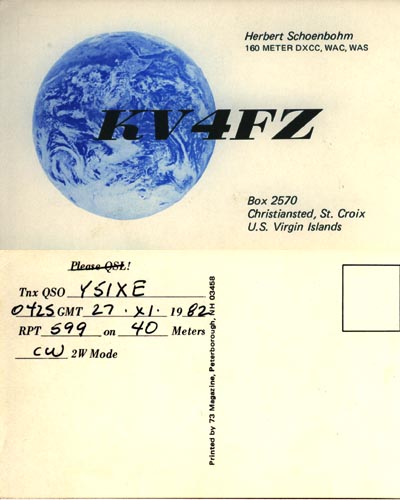 Herbert Schoenbohm
160 METER DXCC, WAC, WAS
KV4FZ
Box 2570
Christiansted, St. Croix
U.S. Virgin Islands
Please QSL!
Tnx QSO YS1XE
0425 GMT 27 . XI . 1982
RPT 599 on 40 Meters
CW 2W Mode
Printed by 73 Magazine, Peterborough, NH 03458